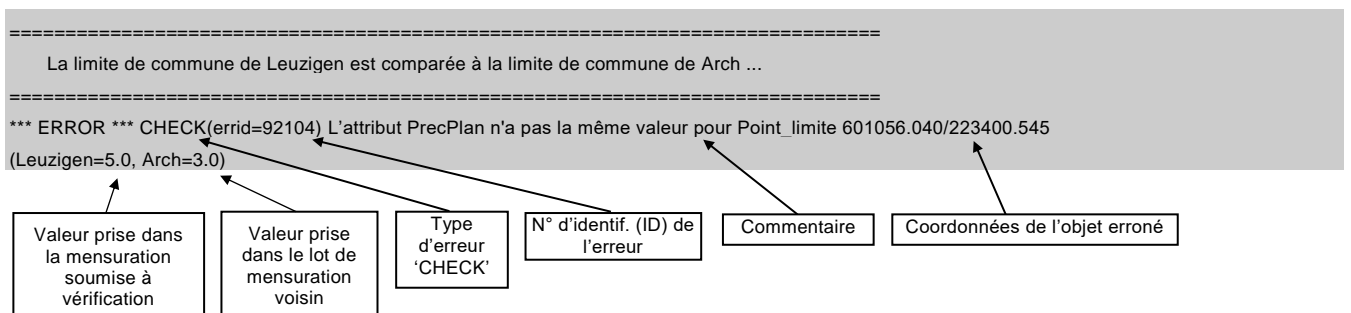 ==============================================================================
La limite de commune de Leuzigen est comparée à la limite de commune de Arch ...
==============================================================================
*** ERROR *** CHECK(errid=92104) L'attribut PrecPlan n'a pas la même valeur pour Point_limite 601056.040/223400.545
(Leuzigen=5.0, Arch=3.0)
Valeur prise dans
la mensuration
soumise à
vérification
Valeur prise
dans le lot de
mensuration
voisin
Type
d'erreur
'CHECK'
N° d'identif. (ID) de
l'erreur
Commentaire
Coordonnées de l'objet erroné